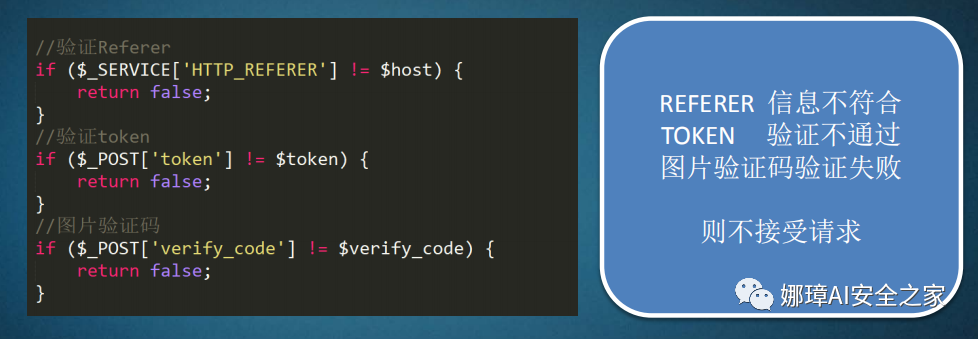 //验证Referer
if ($_SERVICE['HTTP_REFERER'] != $host) {
    return false;
}
//验证token
if ($_POST['token'] != $token) {
    return false;
}
//图片验证码
if ($_POST['verify_code'] != $verify_code) {
    return false;
}
REFERER 信息不符合
TOKEN 验证不通过
图片验证码验证失败
则不接受请求
娜璋AI安全之家